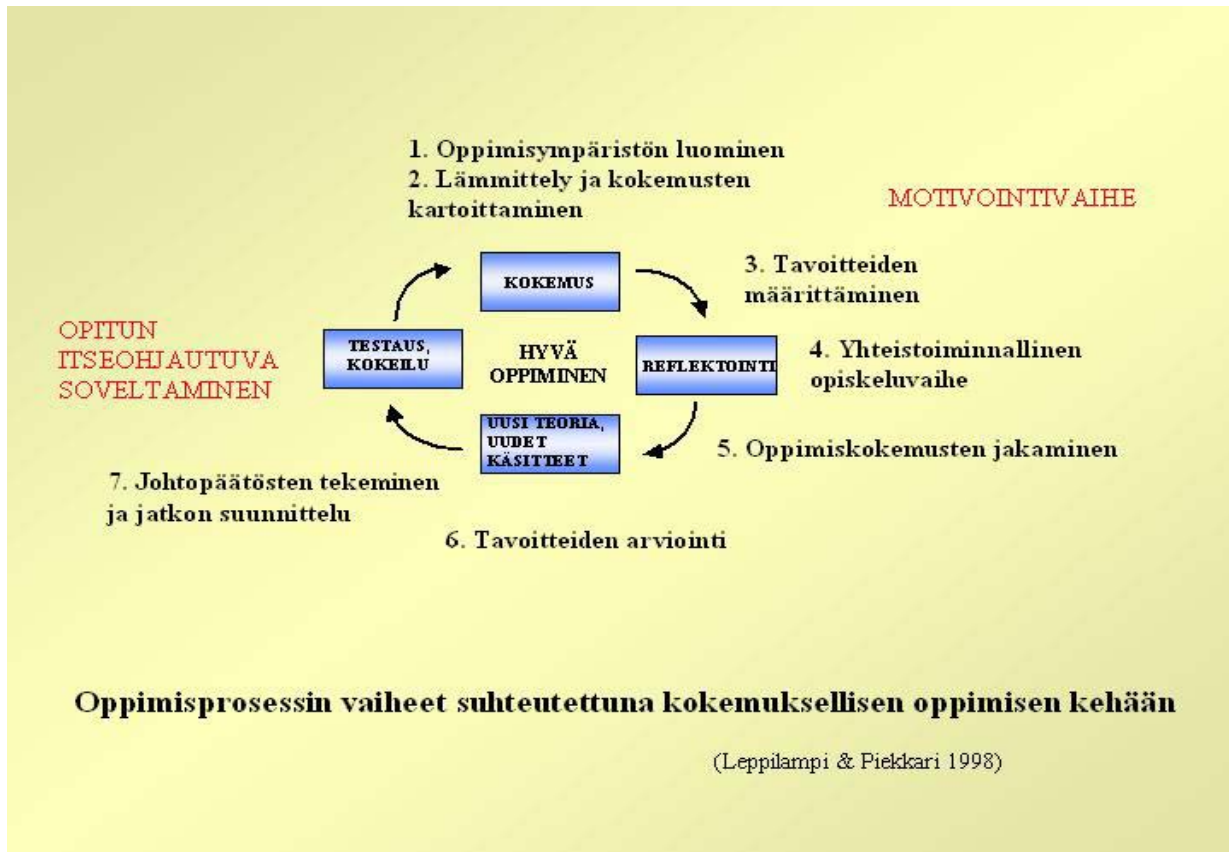 1. Oppimisympäristön luominen
2. Lämmittely ja kokemusten
kartoittaminen
MOTIVOINTIVAIHE
KOKEMUS
3. Tavoitteiden
määrittäminen
OPITUN
ITSEOHJAUTUVA
SOVELTAMINEN
TESTAUS,
KOKEILU
HYVÄ
OPPIMINEN
REFLEKTOINTI
4. Yhteistoiminnallinen
opiskeluvaihe
UUSI TEORIA,
UUDET
KÄSITTEET
5. Oppimiskokemusten jakaminen
7. Johtopäätösten tekeminen
ja jatkon suunnittelu
6. Tavoitteiden arviointi
Oppimisprosessin vaiheet suhteutettuna kokemuksellisen oppimisen kehään
(Leppilampi & Piekkari 1998)